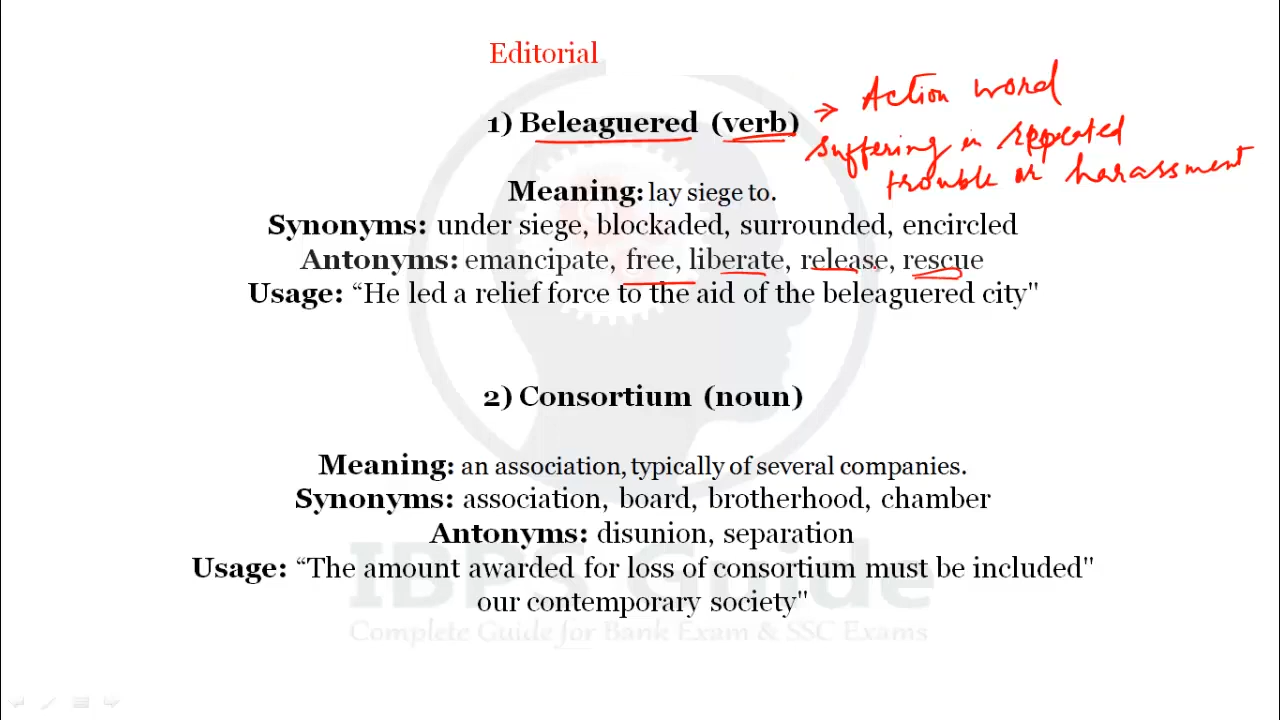 Editorial
1) Beleaguered (verb)
→ Action word
suffering in repeated
trouble or harassment
Meaning: lay siege to.
Synonyms: under siege, blockaded, surrounded, encircled
Antonyms: emancipate, free, liberate, release, rescue
Usage: “He led a relief force to the aid of the beleaguered city"
2) Consortium (noun)
Meaning: an association, typically of several companies.
Synonyms: association, board, brotherhood, chamber
Antonyms: disunion, separation
Usage: “The amount awarded for loss of consortium must be included"
our contemporary society"
IBPS Guide
Complete Guide for Bank Exam & SSC Exams